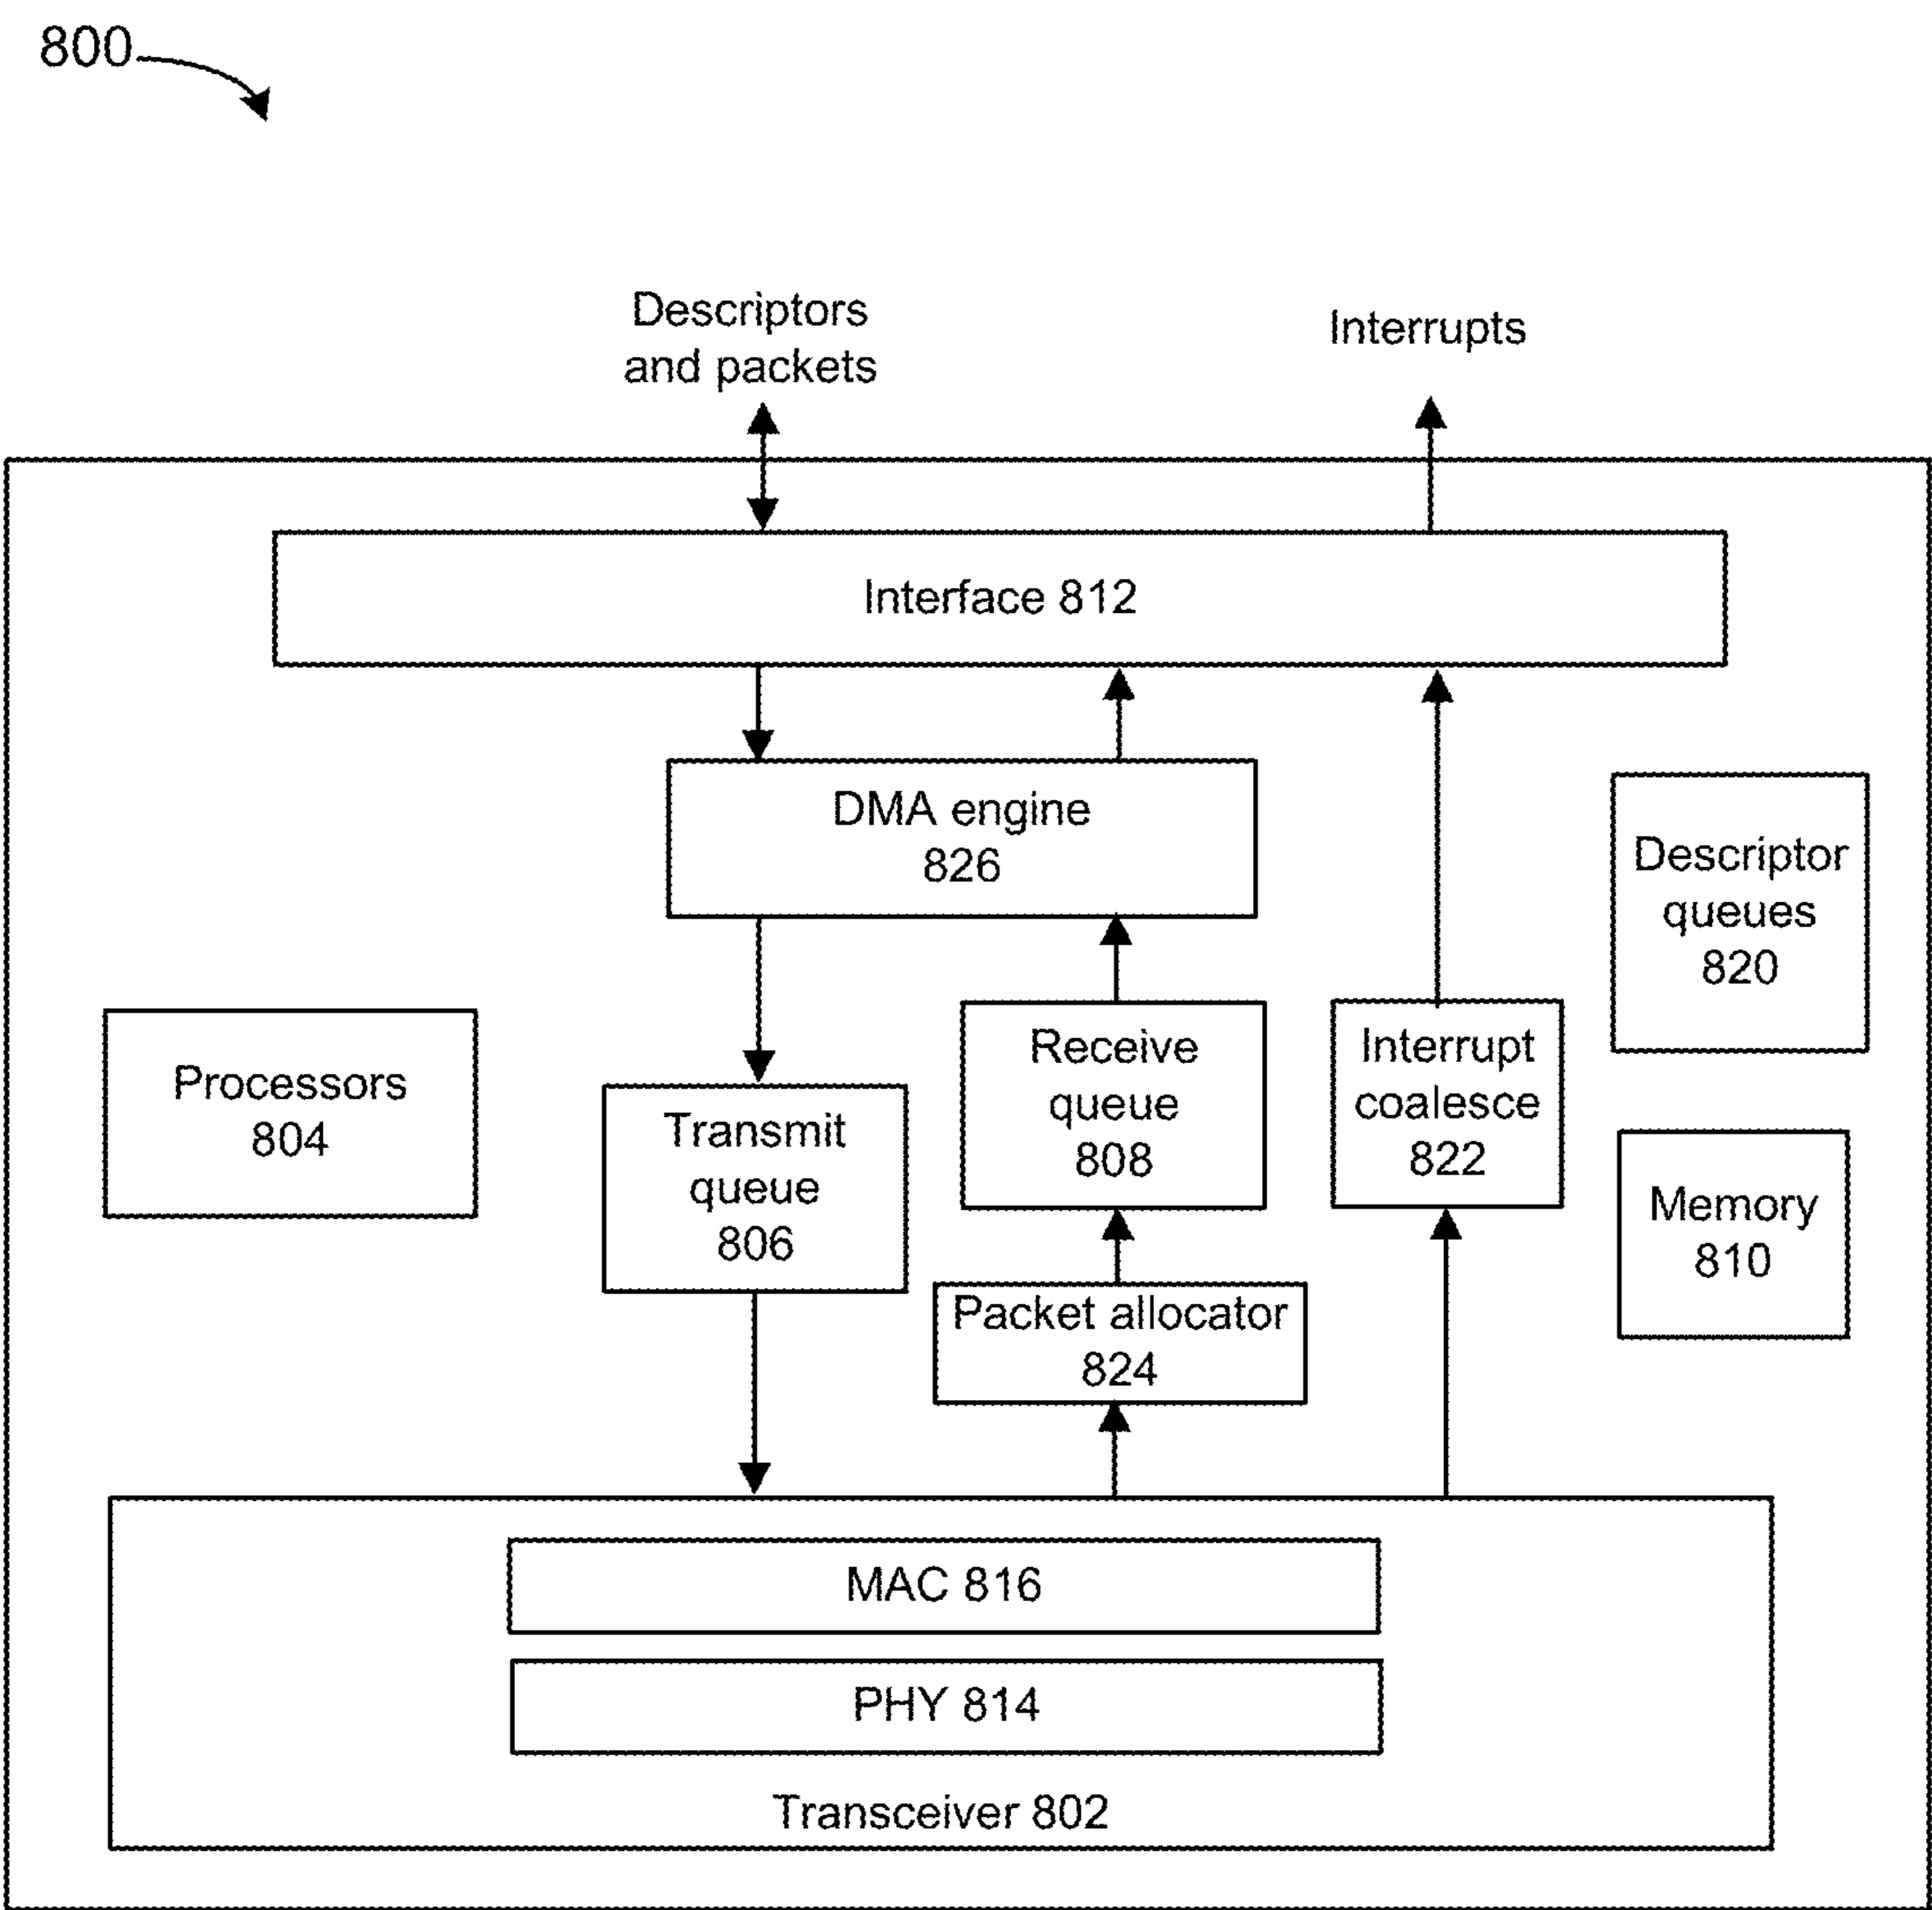 800
Descriptors
and packets
Interrupts
Interface 812
DMA engine
826
Descriptor
queues
820
Processors
804
Transmit
queue
806
Receive
queue
808
Interrupt
coalesce
822
Memory
810
Packet allocator
824
MAC 816
PHY 814
Transceiver 802